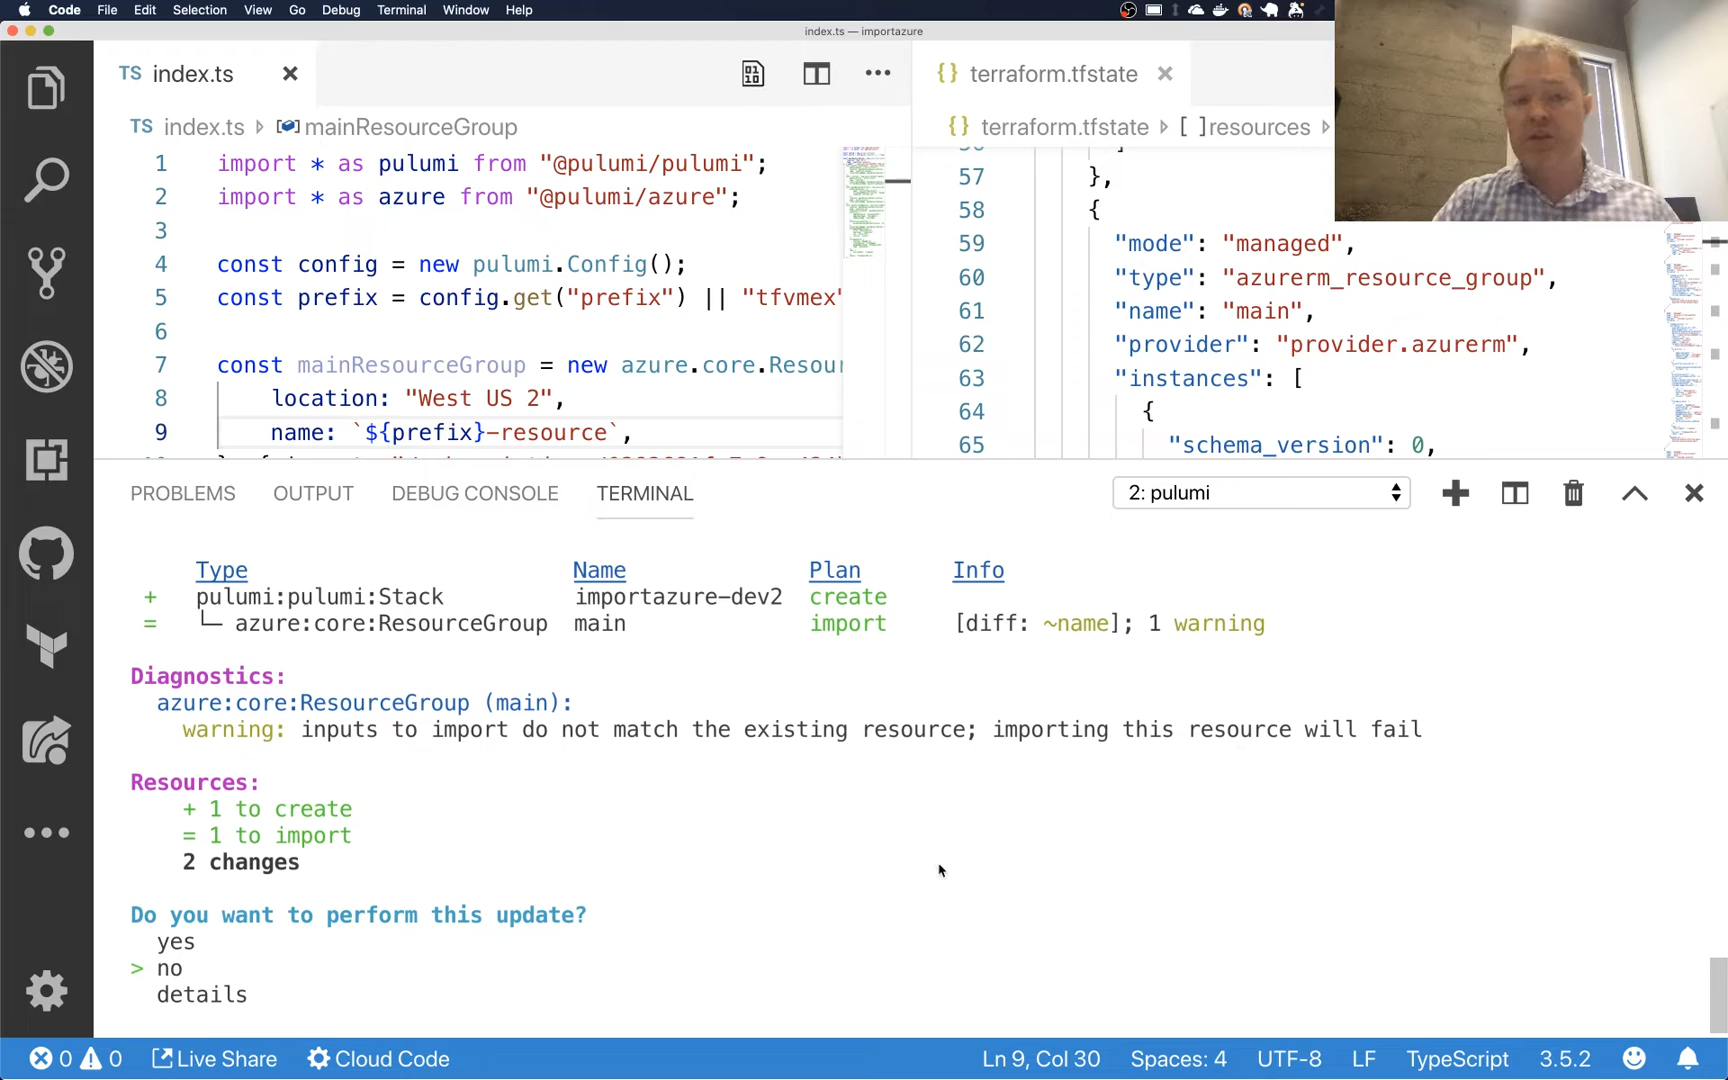 Code File Edit Selection View Go Debug Terminal Window Help
index.ts — importazure
TS index.ts
{} terraform.tfstate
TS index.ts > mainResourceGroup
{} terraform.tfstate > [ ]resources >
1 import * as pulumi from "@pulumi/pulumi";
2 import * as azure from "@pulumi/azure";
3
4 const config = new pulumi.Config();
5 const prefix = config.get("prefix") || "tfvmex"
6
7 const mainResourceGroup = new azure.core.Resour
8 location: "West US 2",
9 name: `${prefix}-resource`,
57 },
58 {
59 "mode": "managed",
60 "type": "azurerm_resource_group",
61 "name": "main",
62 "provider": "provider.azurerm",
63 "instances": [
64 {
65 "schema_version": 0,
PROBLEMS OUTPUT DEBUG CONSOLE TERMINAL 2: pulumi
Type Name Plan Info
+ pulumi:pulumi:Stack importazure-dev2 create
= └─ azure:core:ResourceGroup main import [diff: ~name]; 1 warning
Diagnostics:
azure:core:ResourceGroup (main):
warning: inputs to import do not match the existing resource; importing this resource will fail
Resources:
+ 1 to create
= 1 to import
2 changes
Do you want to perform this update?
yes
> no
details
0 0 Live Share Cloud Code Ln 9, Col 30 Spaces: 4 UTF-8 LF TypeScript 3.5.2